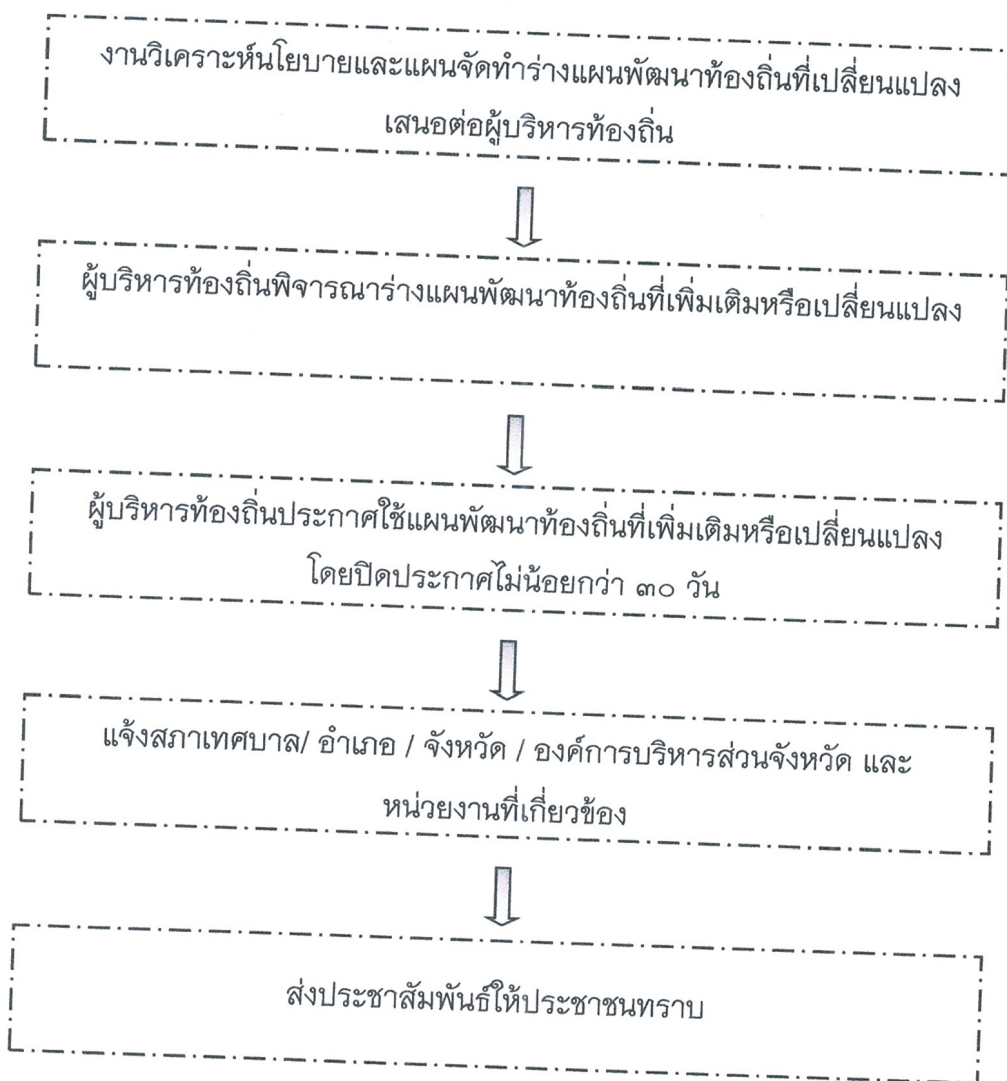 งานวิเคราะห์นโยบายและแผนจัดทำร่างแผนพัฒนาท้องถิ่นที่เปลี่ยนแปลง
เสนอต่อผู้บริหารท้องถิ่น
ผู้บริหารท้องถิ่นพิจารณาร่างแผนพัฒนาท้องถิ่นที่เพิ่มเติมหรือเปลี่ยนแปลง
ผู้บริหารท้องถิ่นประกาศใช้แผนพัฒนาท้องถิ่นที่เพิ่มเติมหรือเปลี่ยนแปลง
โดยปิดประกาศไม่น้อยกว่า ๓๐ วัน
แจ้งสภาเทศบาล/ อำเภอ / จังหวัด / องค์การบริหารส่วนจังหวัด และ
หน่วยงานที่เกี่ยวข้อง
ส่งประชาสัมพันธ์ให้ประชาชนทราบ